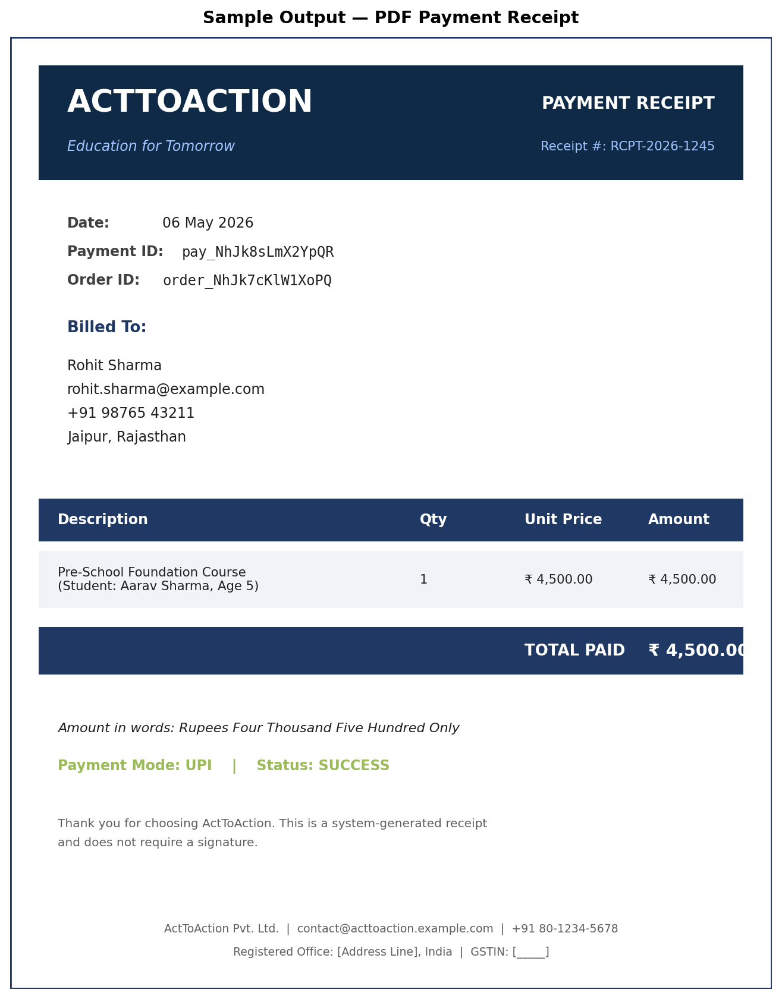 Sample Output — PDF Payment Receipt
ACTTOACTION
PAYMENT RECEIPT
Education for Tomorrow
Receipt #: RCPT-2026-1245
Date: 06 May 2026
Payment ID: pay_NhJk8sLmX2YpQR
Order ID: order_NhJk7cKlW1XoPQ
Billed To:
Rohit Sharma
rohit.sharma@example.com
+91 98765 43211
Jaipur, Rajasthan
Description Qty Unit Price Amount
Pre-School Foundation Course
(Student: Aarav Sharma, Age 5)
1 ₹ 4,500.00 ₹ 4,500.00
TOTAL PAID ₹ 4,500.00
Amount in words: Rupees Four Thousand Five Hundred Only
Payment Mode: UPI | Status: SUCCESS
Thank you for choosing ActToAction. This is a system-generated receipt
and does not require a signature.
ActToAction Pvt. Ltd. | contact@acttoaction.example.com | +91 80-1234-5678
Registered Office: [Address Line], India | GSTIN: [_____]